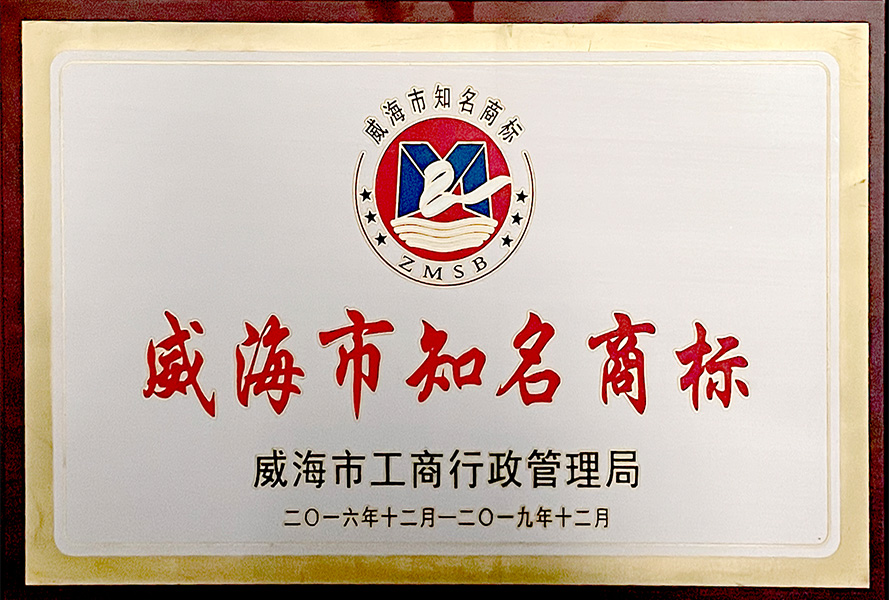 威海市知名商标
ZMSB
威海市知名商标
威海市工商行政管理局
二〇一六年十二月—二〇一九年十二月